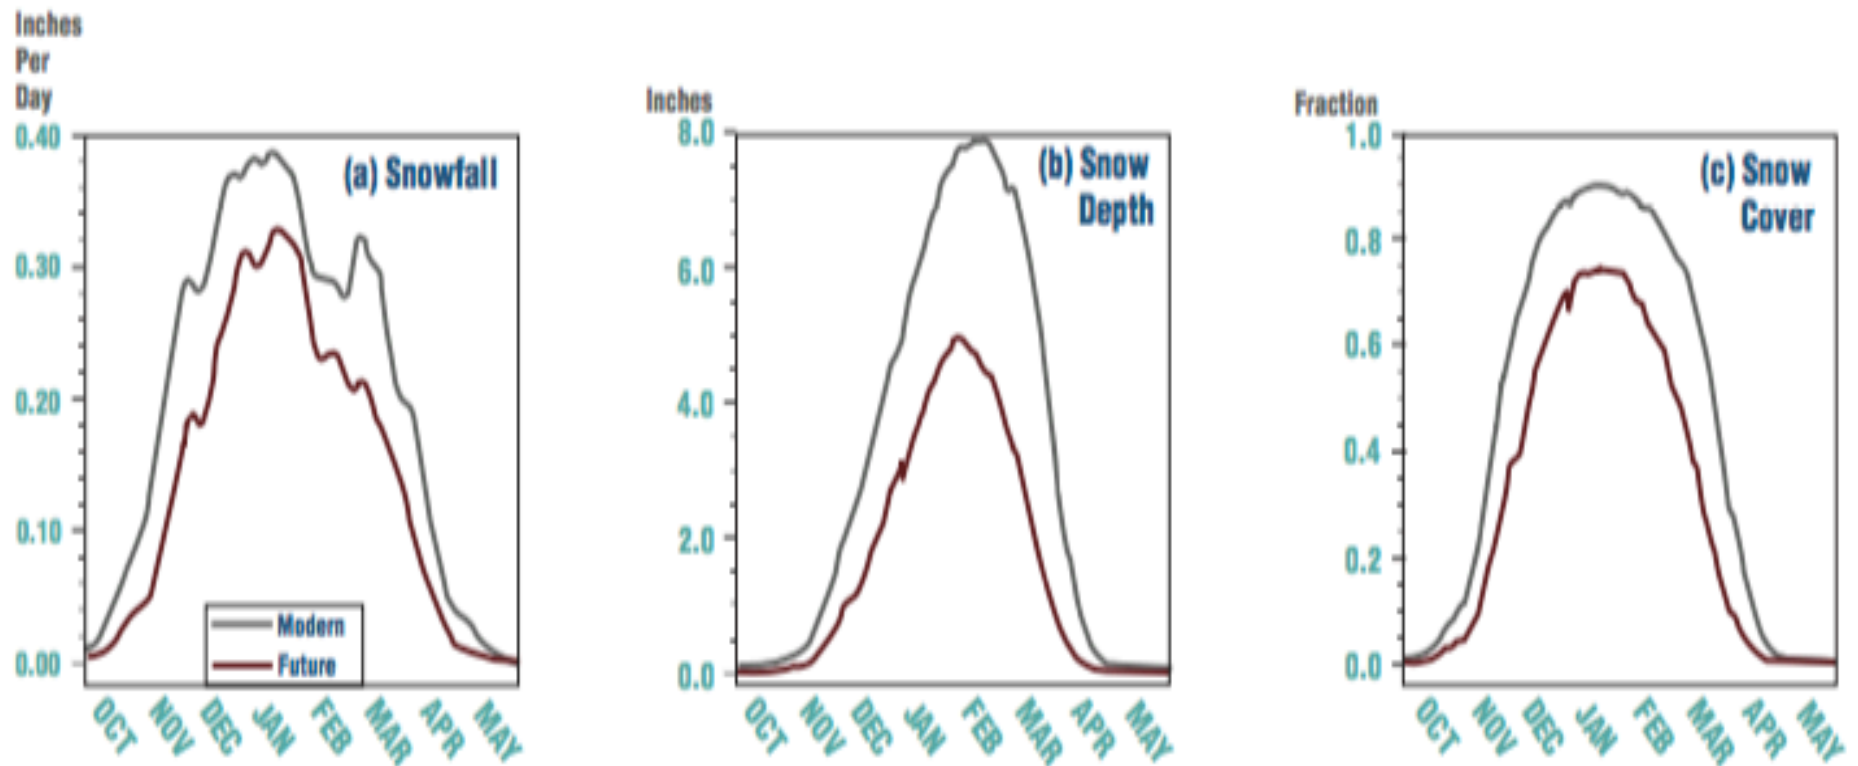 Inches
Per
Day
0.40
0.30
0.20
0.10
0.00
(a) Snowfall
Modern
Future
OCT
NOV
DEC
JAN
FEB
MAR
APR
MAY
Inches
8.0
6.0
4.0
2.0
0.0
(b) Snow
Depth
OCT
NOV
DEC
JAN
FEB
MAR
APR
MAY
Fraction
1.0
0.8
0.6
0.4
0.2
0.0
(c) Snow
Cover
OCT
NOV
DEC
JAN
FEB
MAR
APR
MAY